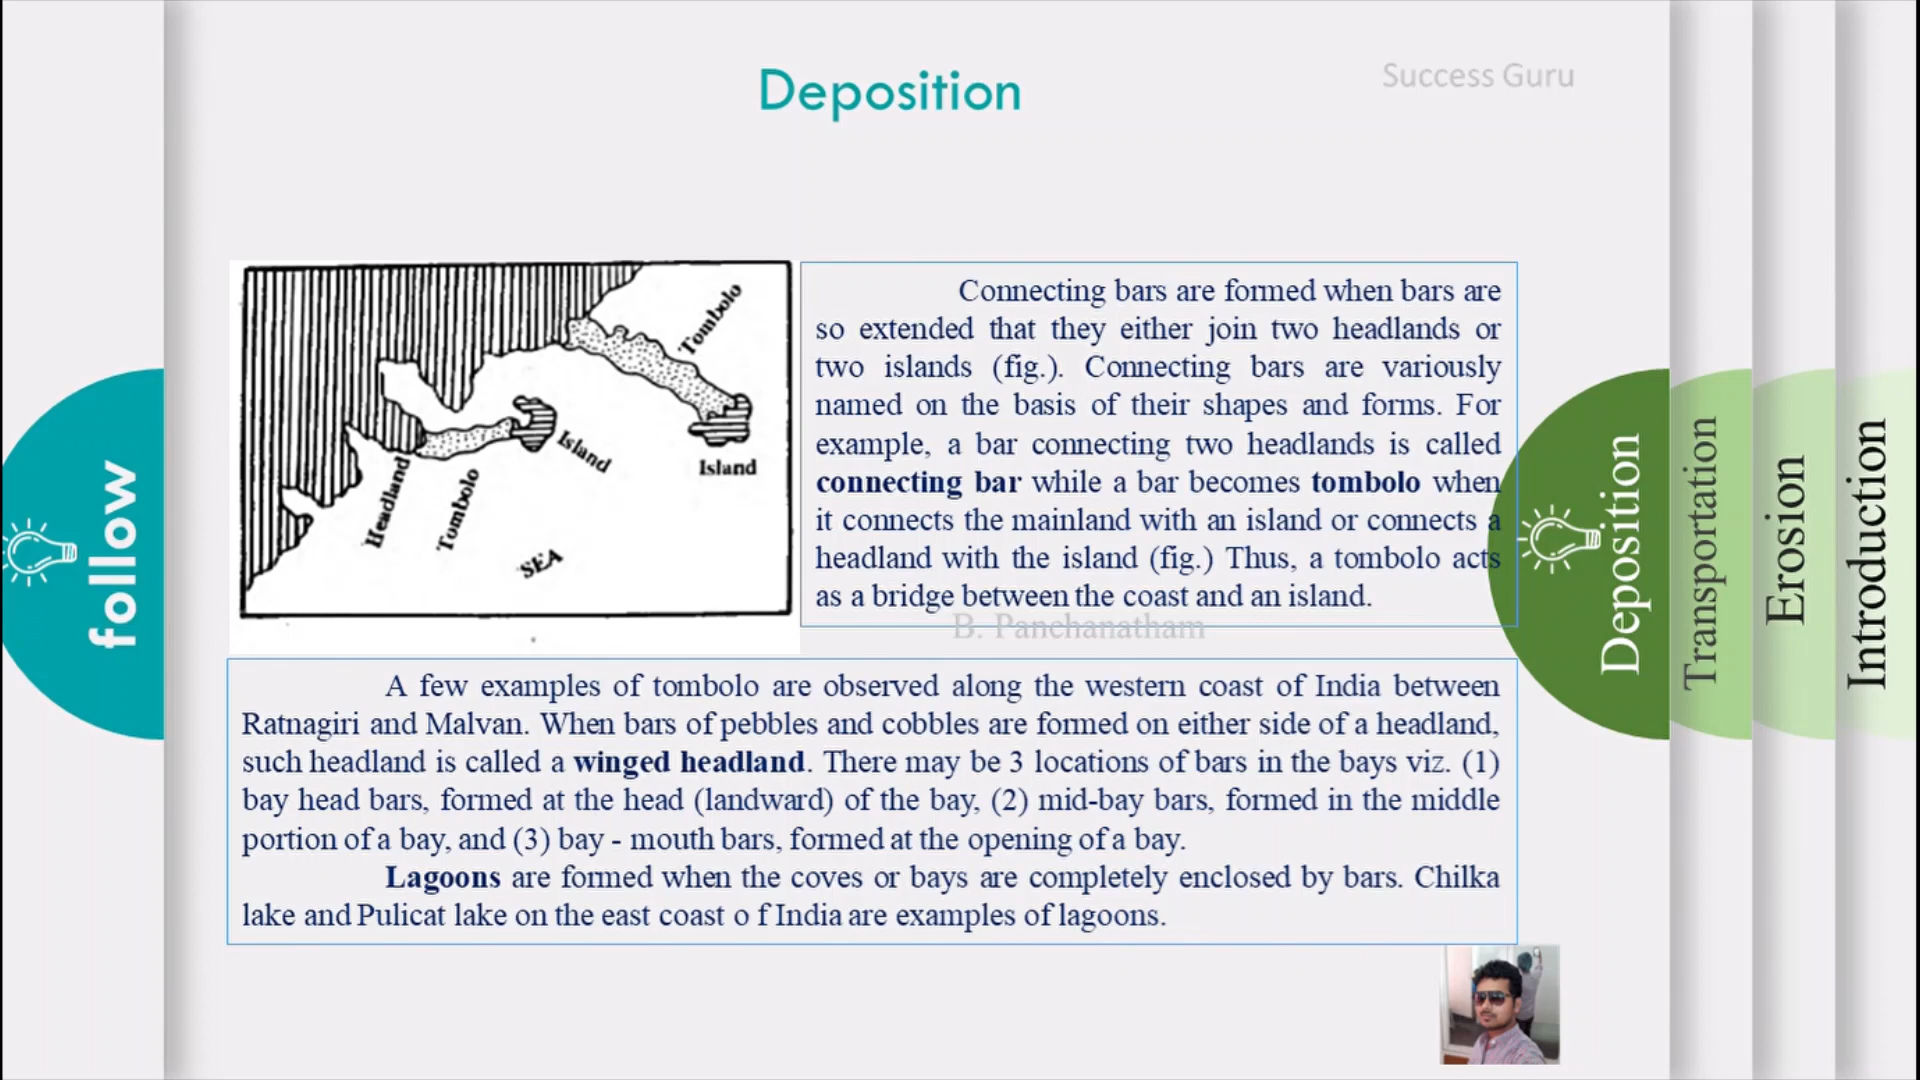 Deposition
Success Guru
follow
Tombolo
Island
Island
Headland
Tombolo
SEA
Connecting bars are formed when bars are
so extended that they either join two headlands or
two islands (fig.). Connecting bars are variously
named on the basis of their shapes and forms. For
example, a bar connecting two headlands is called
connecting bar while a bar becomes tombolo when
it connects the mainland with an island or connects a
headland with the island (fig.) Thus, a tombolo acts
as a bridge between the coast and an island.
B. Panchanatham
A few examples of tombolo are observed along the western coast of India between
Ratnagiri and Malvan. When bars of pebbles and cobbles are formed on either side of a headland,
such headland is called a winged headland. There may be 3 locations of bars in the bays viz. (1)
bay head bars, formed at the head (landward) of the bay, (2) mid-bay bars, formed in the middle
portion of a bay, and (3) bay - mouth bars, formed at the opening of a bay.
Lagoons are formed when the coves or bays are completely enclosed by bars. Chilka
lake and Pulicat lake on the east coast o f India are examples of lagoons.
Deposition
Transportation
Erosion
Introduction